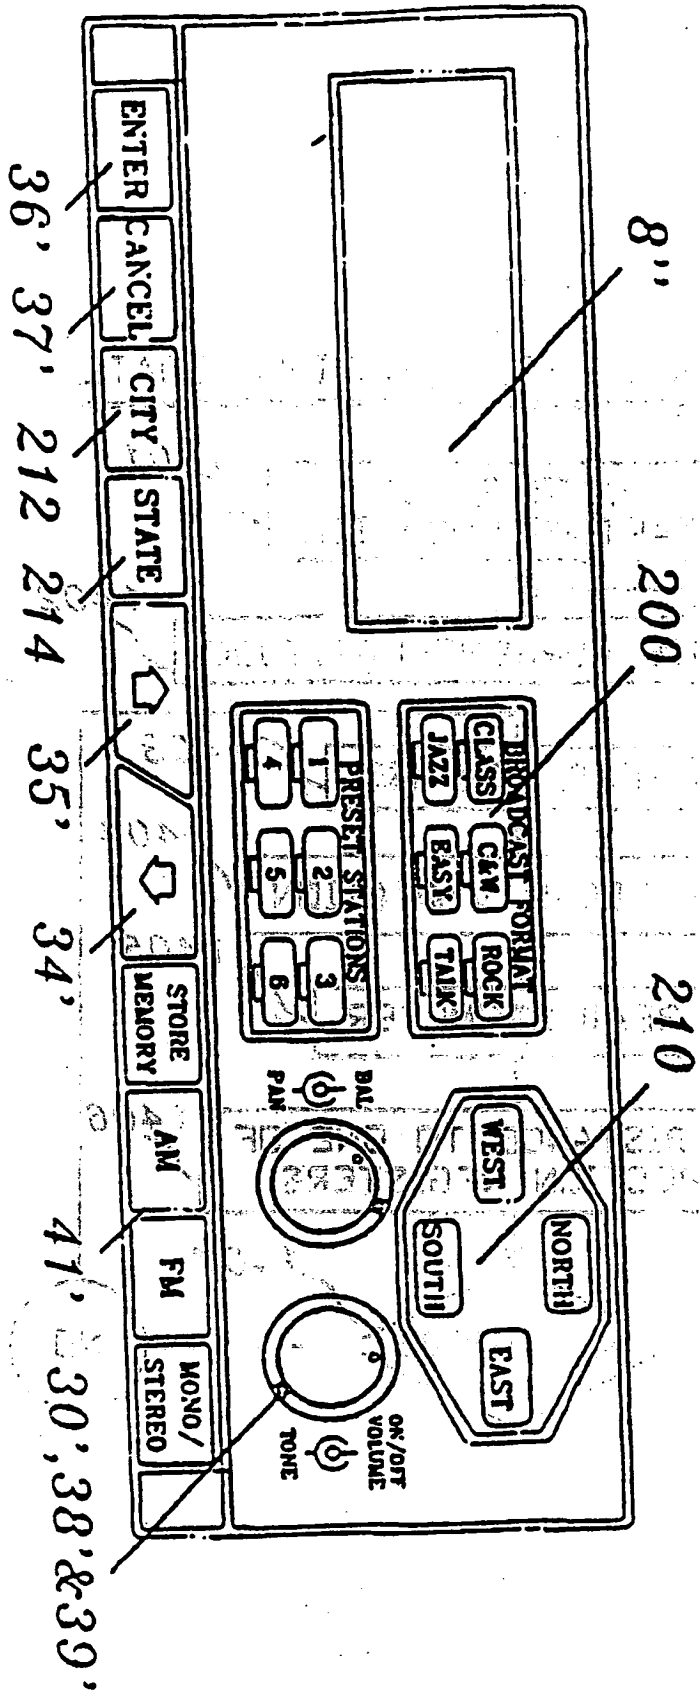 8''
200
210
BROADCAST FORMAT
CLASS C&W ROCK
JAZZ EASY TALK
PRESET STATIONS
1 2 3
4 5 6
WEST
NORTH
SOUTH
EAST
BAL
PAN
ON/OFF
VOLUME
TONE
ENTER
CANCEL
CITY
STATE
STORE
MEMORY
AM
FM
MONO/
STEREO
36' 37' 212 214 35' 34' 41' 30', 38' & 39'